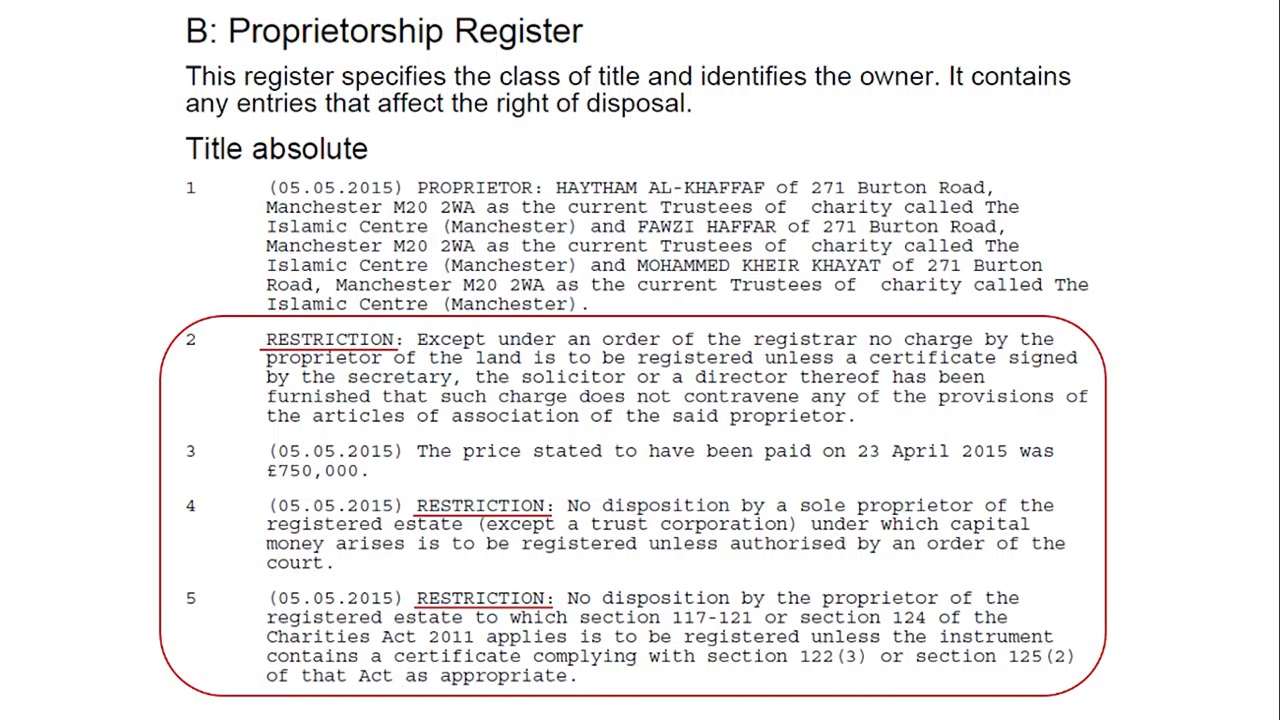 B: Proprietorship Register
This register specifies the class of title and identifies the owner. It contains
any entries that affect the right of disposal.
Title absolute
1 (05.05.2015) PROPRIETOR: HAYTHAM AL-KHAFFAF of 271 Burton Road,
Manchester M20 2WA as the current Trustees of charity called The
Islamic Centre (Manchester) and FAWZI HAFFAR of 271 Burton Road,
Manchester M20 2WA as the current Trustees of charity called The
Islamic Centre (Manchester) and MOHAMMED KHEIR KHAYAT of 271 Burton
Road, Manchester M20 2WA as the current Trustees of charity called The
Islamic Centre (Manchester).
2 RESTRICTION: Except under an order of the registrar no charge by the
proprietor of the land is to be registered unless a certificate signed
by the secretary, the solicitor or a director thereof has been
furnished that such charge does not contravene any of the provisions of
the articles of association of the said proprietor.
3 (05.05.2015) The price stated to have been paid on 23 April 2015 was
£750,000.
4 (05.05.2015) RESTRICTION: No disposition by a sole proprietor of the
registered estate (except a trust corporation) under which capital
money arises is to be registered unless authorised by an order of the
court.
5 (05.05.2015) RESTRICTION: No disposition by the proprietor of the
registered estate to which section 117-121 or section 124 of the
Charities Act 2011 applies is to be registered unless the instrument
contains a certificate complying with section 122(3) or section 125(2)
of that Act as appropriate.